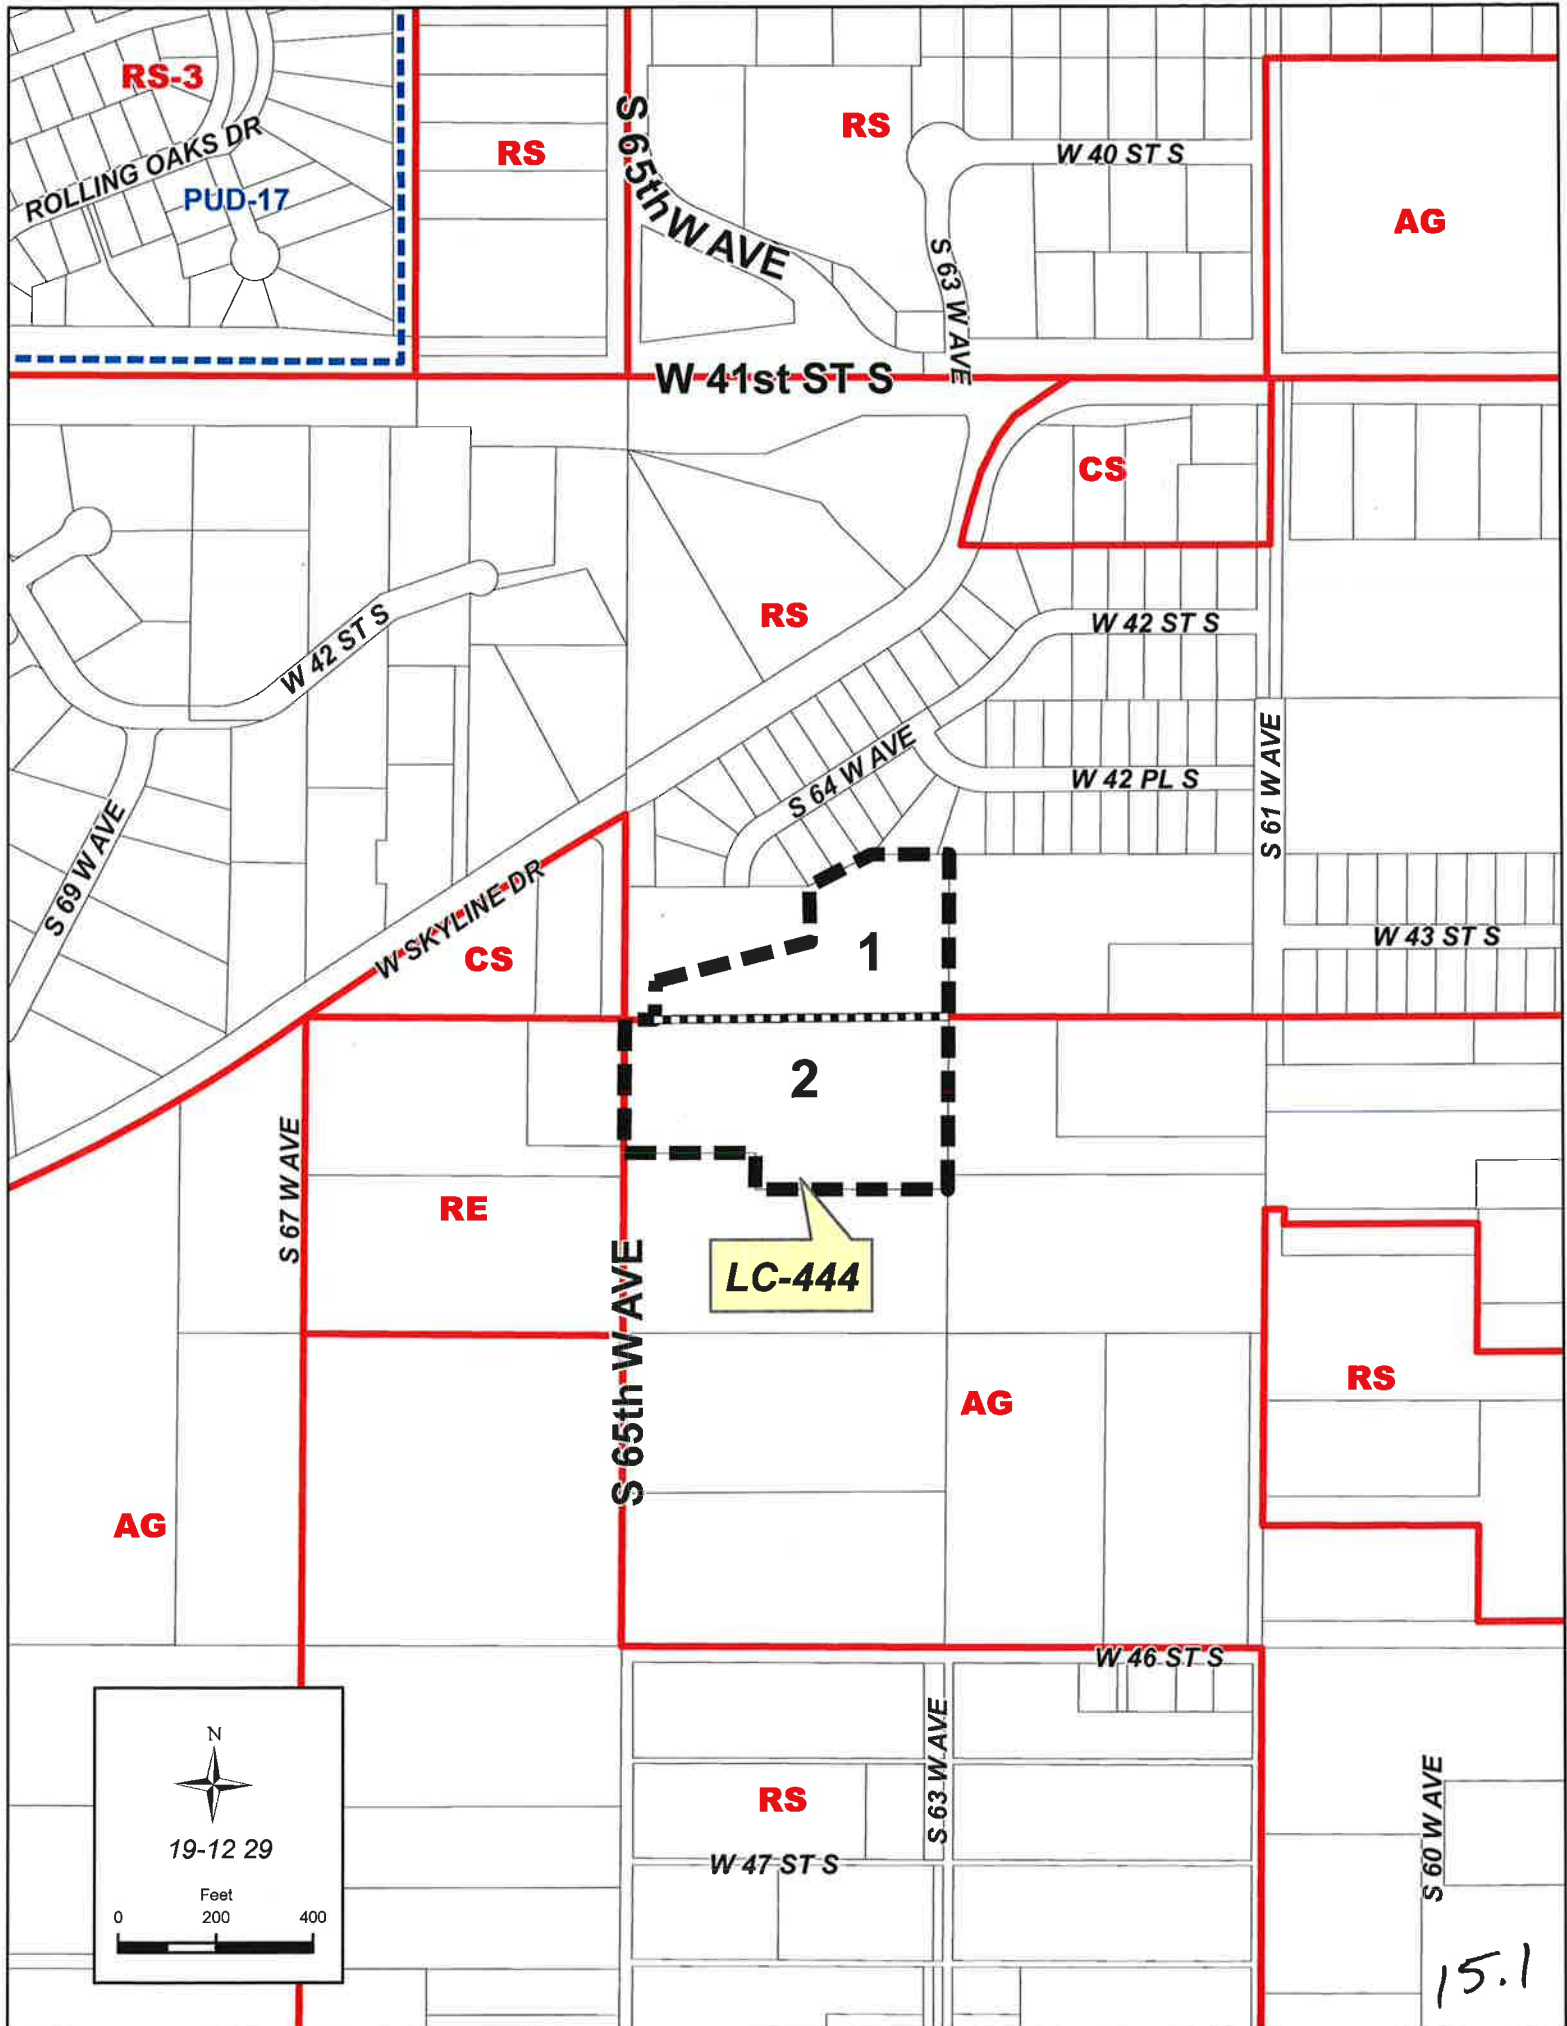 RS-3
ROLLING OAKS DR
PUD-17
RS
S 65th W AVE
RS
W 40 ST S
AG
S 63 W AVE
W 41st ST S
CS
RS
W 42 ST S
W 42 ST S
S 64 W AVE
W 42 PL S
S 61 W AVE
S 69 W AVE
W SKYLINE DR
CS
1
W 43 ST S
2
S 67 W AVE
RE
LC-444
S 65th W AVE
AG
RS
AG
W 46 ST S
S 63 W AVE
RS
W 47 ST S
S 60 W AVE
N
19-12 29
Feet
0 200 400
15.1